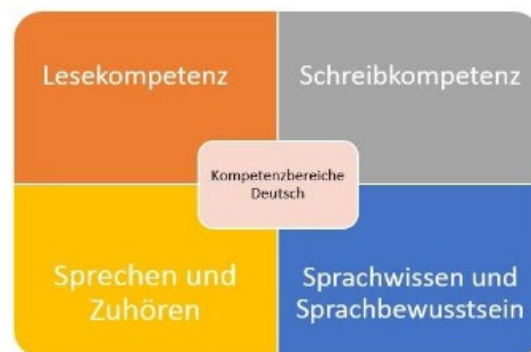 Lesekompetenz
Schreibkompetenz
Kompetenzbereiche
Deutsch
Sprechen und
Zuhören
Sprachwissen und
Sprachbewusstsein